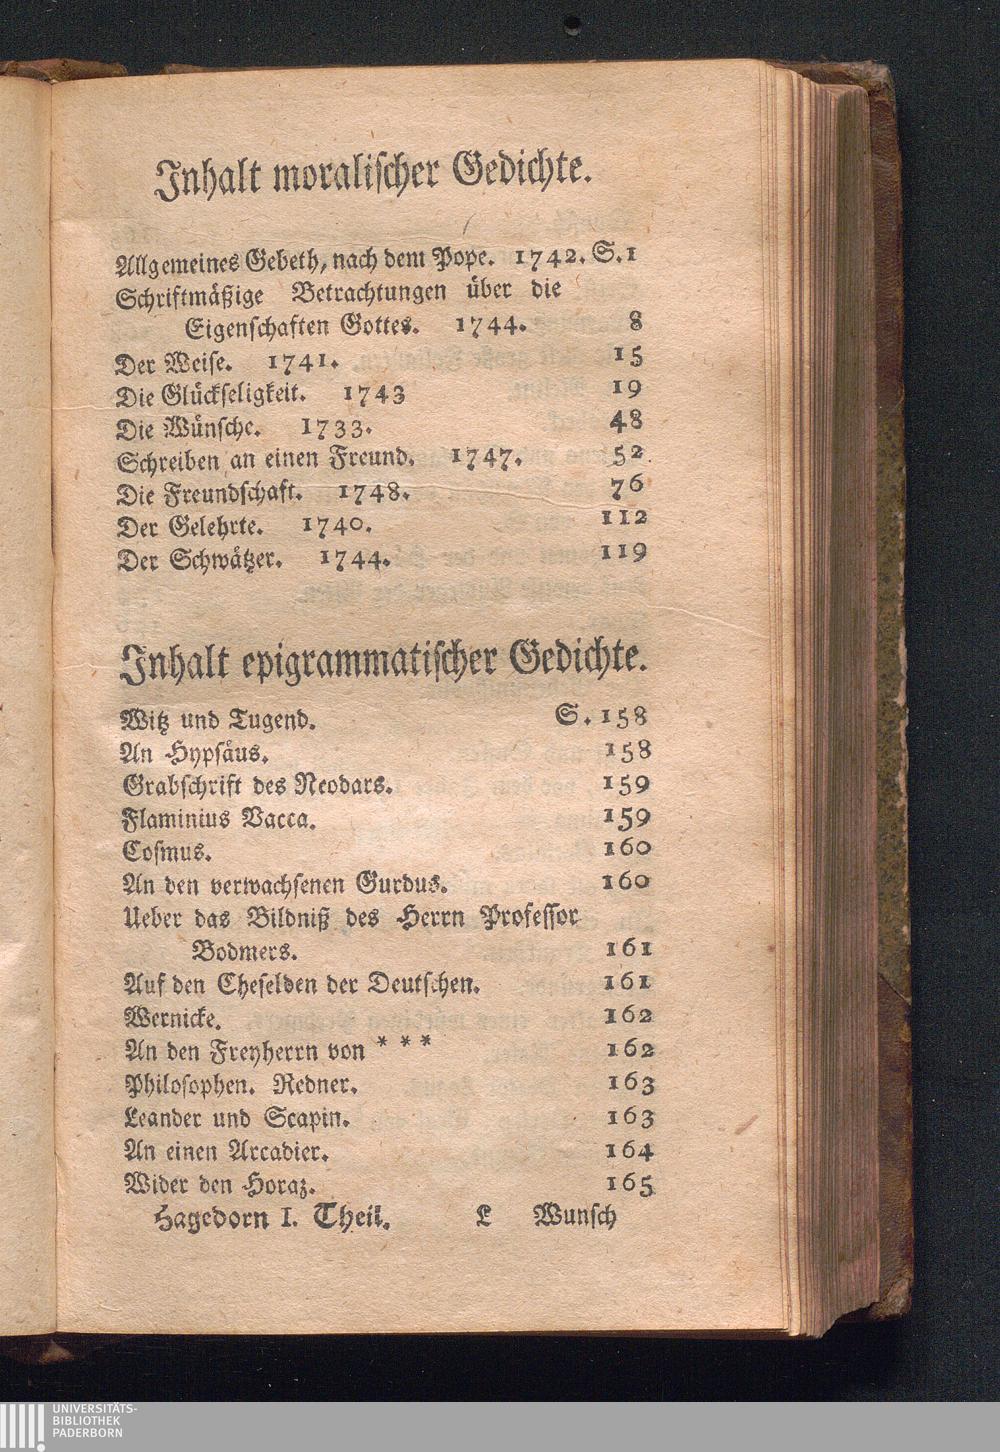 Inhalt moralischer Gedichte.
Allgemeines Gebeth, nach dem Pope. 1742. S. 1
Schriftmäßige Betrachtungen über die
Eigenschaften Gottes. 1744. 8
Der Weise. 1741. 15
Die Glückseligkeit. 1743 19
Die Wünsche. 1733. 48
Schreiben an einen Freund. 1747. 52
Die Freundschaft. 1748. 76
Der Gelehrte. 1740. 112
Der Schwätzer. 1744. 119
Inhalt epigrammatischer Gedichte.
Witz und Tugend. S. 158
An Hypsäus. 158
Grabschrift des Neodars. 159
Flaminius Vacca. 159
Cosmus. 160
An den verwachsenen Gurdus. 160
Ueber das Bildniß des Herrn Professor
Bodmers. 161
Auf den Cheselden der Deutschen. 161
Wernicke. 162
An den Freyherrn von * * * 162
Philosophen. Redner. 163
Leander und Scapin. 163
An einen Arcadier. 164
Wider den Horaz. 165
Hagedorn I. Theil. L Wunsch
UNIVERSITÄTS-
BIBLIOTHEK
PADERBORN